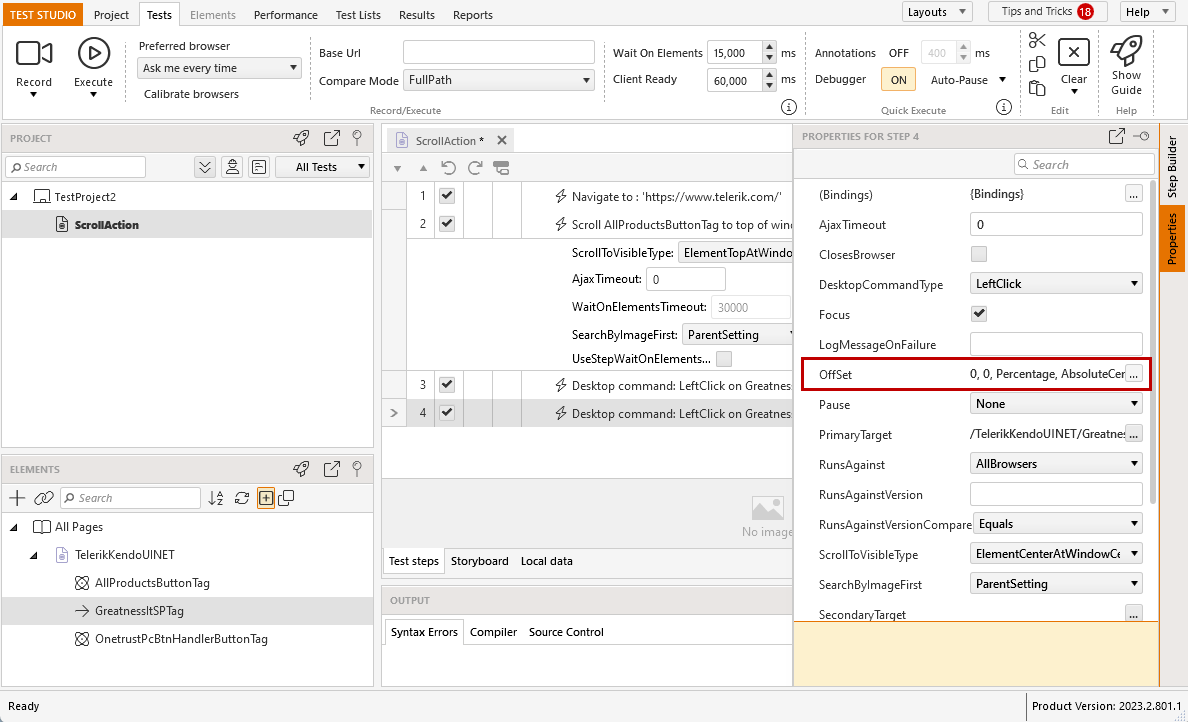 TEST STUDIO Project Tests Elements Performance Test Lists Results Reports Layouts Tips and Tricks 18 Help
Record
Execute
Preferred browser
Ask me every time
Calibrate browsers
Base Url
Compare Mode FullPath
Record/Execute
Wait On Elements 15,000 ms
Client Ready 60,000 ms
Annotations OFF 400 ms
Debugger ON Auto-Pause
Quick Execute
Clear
Edit
Show
Guide
Help
PROJECT
Search All Tests
TestProject2
ScrollAction
ELEMENTS
Search
All Pages
TelerikKendoUINET
AllProductsButtonTag
GreatnessItSPTag
OnetrustPcBtnHandlerButtonTag
ScrollAction *
1 Navigate to : 'https://www.telerik.com/'
2 Scroll AllProductsButtonTag to top of win
ScrollToVisibleType: ElementTopAtWindo
AjaxTimeout: 0
WaitOnElementsTimeout: 30000
SearchByImageFirst: ParentSetting
UseStepWaitOnElements...
3 Desktop command: LeftClick on Greatness
4 Desktop command: LeftClick on Greatness
No image
Test steps Storyboard Local data
OUTPUT
Syntax Errors Compiler Source Control
PROPERTIES FOR STEP 4
Search
(Bindings) {Bindings} ...
AjaxTimeout 0
ClosesBrowser
DesktopCommandType LeftClick
Focus
LogMessageOnFailure
OffSet 0, 0, Percentage, AbsoluteCer ...
Pause None
PrimaryTarget /TelerikKendoUINET/Greatnes ...
RunsAgainst AllBrowsers
RunsAgainstVersion
RunsAgainstVersionCompare Equals
ScrollToVisibleType ElementCenterAtWindowCe
SearchByImageFirst ParentSetting
SecondaryTarget ...
Step Builder
Properties
Ready
Product Version: 2023.2.801.1